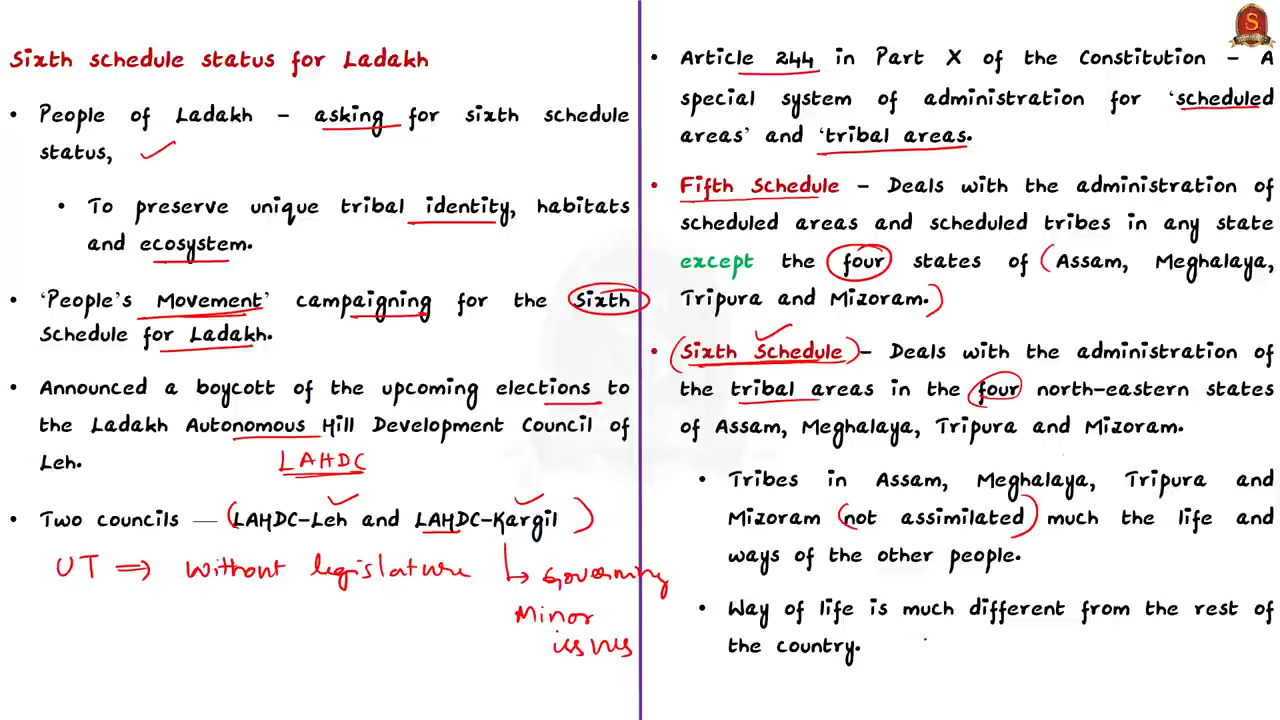 Sixth schedule status for Ladakh
• People of Ladakh – asking for sixth schedule
status,
• To preserve unique tribal identity, habitats
and ecosystem.
• 'People's Movement' campaigning for the Sixth
Schedule for Ladakh.
• Announced a boycott of the upcoming elections to
the Ladakh Autonomous Hill Development Council of
Leh.
LAHDC
• Two councils — (LAHDC-Leh and LAHDC-Kargil)
UT ⇒ without legislature
↳ Governing
Minor
issues
• Article 244 in Part X of the Constitution – A
special system of administration for 'scheduled
areas' and 'tribal areas.
• Fifth Schedule – Deals with the administration of
scheduled areas and scheduled tribes in any state
except the four states of (Assam, Meghalaya,
Tripura and Mizoram.)
• (Sixth Schedule) – Deals with the administration of
the tribal areas in the four north-eastern states
of Assam, Meghalaya, Tripura and Mizoram.
• Tribes in Assam, Meghalaya, Tripura and
Mizoram (not assimilated) much the life and
ways of the other people.
• Way of life is much different from the rest of
the country.